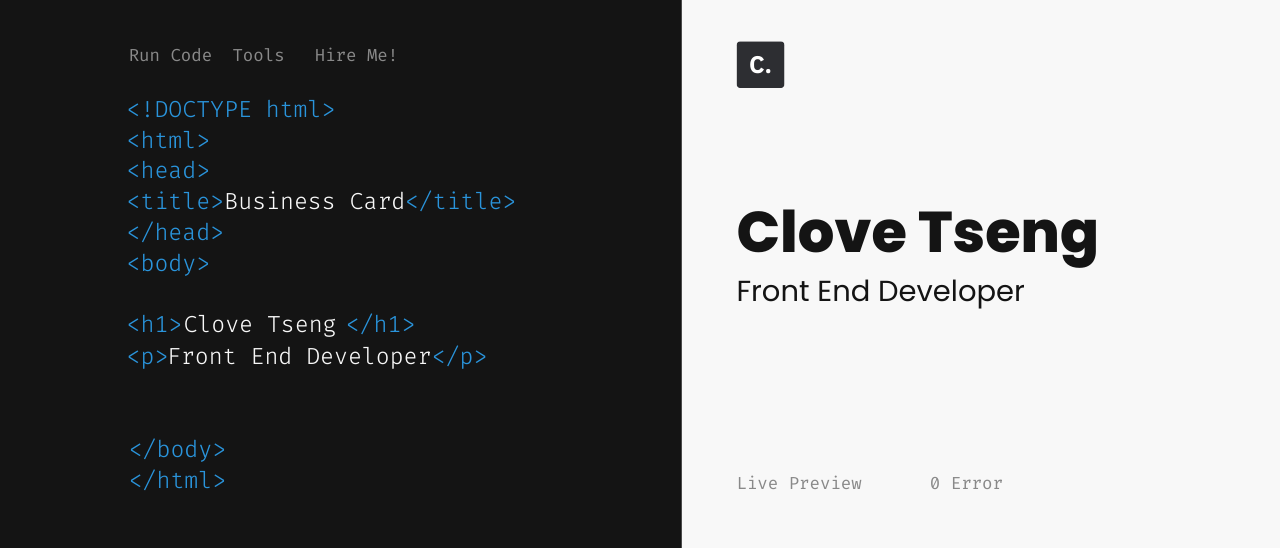 Run Code Tools Hire Me!
<!DOCTYPE html>
<html>
<head>
<title>Business Card</title>
</head>
<body>
<h1>Clove Tseng </h1>
<p>Front End Developer</p>
</body>
</html>
C.
Clove Tseng
Front End Developer
Live Preview 0 Error